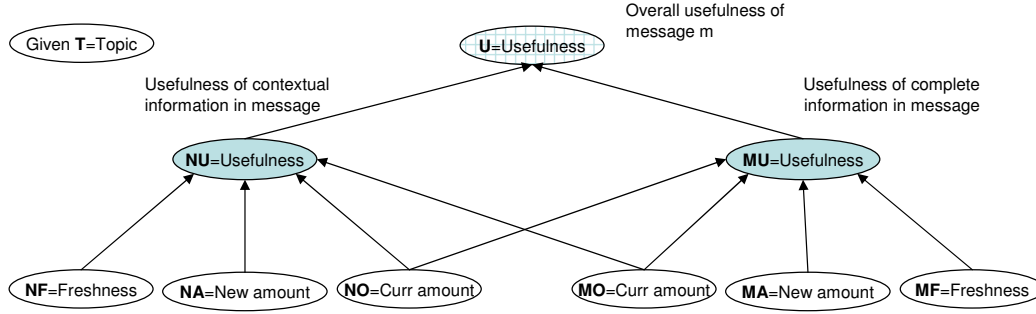 Overall usefulness of
message m
Given T=Topic
U=Usefulness
Usefulness of contextual
information in message
Usefulness of complete
information in message
NU=Usefulness
MU=Usefulness
NF=Freshness
NA=New amount
NO=Curr amount
MO=Curr amount
MA=New amount
MF=Freshness